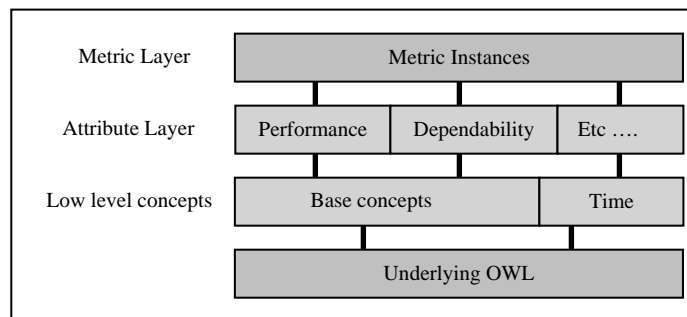 Metric Layer Metric Instances
Attribute Layer Performance Dependability Etc ….
Low level concepts Base concepts Time
Underlying OWL